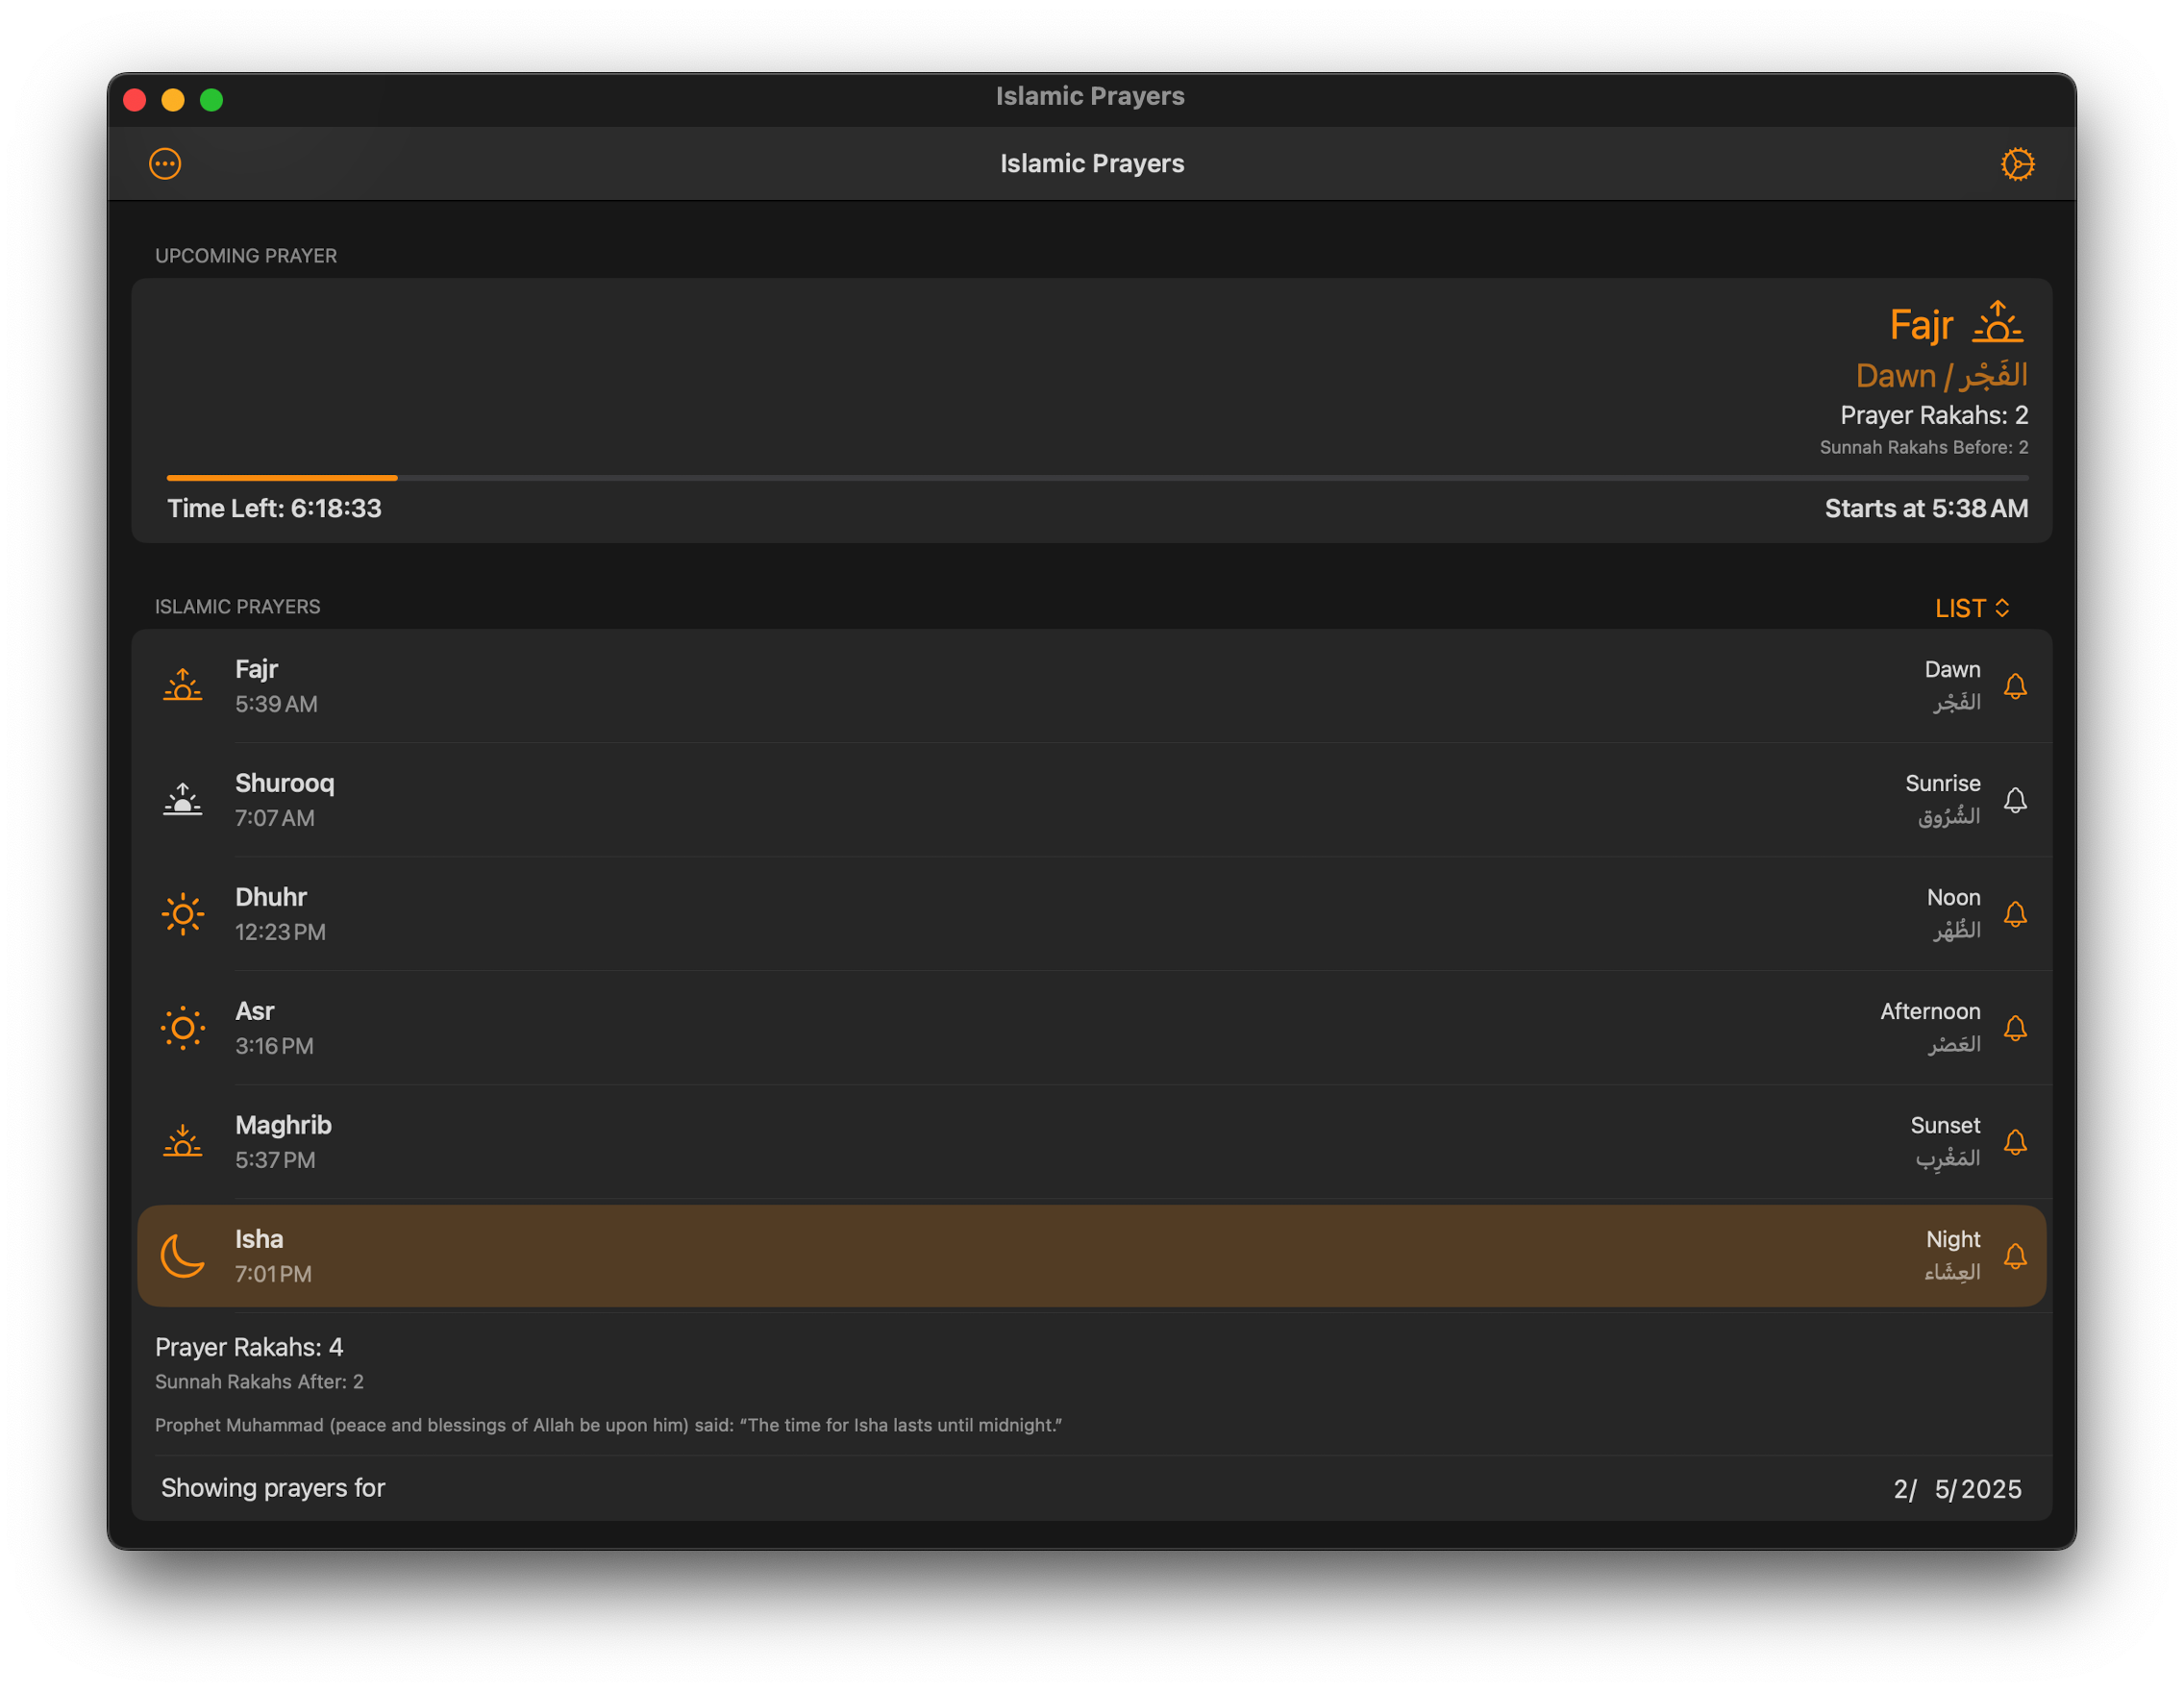 Islamic Prayers
Islamic Prayers
UPCOMING PRAYER
Fajr
Dawn / الفَجْر
Prayer Rakahs: 2
Sunnah Rakahs Before: 2
Time Left: 6:18:33
Starts at 5:38 AM
ISLAMIC PRAYERS
LIST
Fajr
5:39 AM
Dawn
الفَجْر
Shurooq
7:07 AM
Sunrise
الشُرُوق
Dhuhr
12:23 PM
Noon
الظُهْر
Asr
3:16 PM
Afternoon
العَصْر
Maghrib
5:37 PM
Sunset
المَغْرِب
Isha
7:01 PM
Night
العِشَاء
Prayer Rakahs: 4
Sunnah Rakahs After: 2
Prophet Muhammad (peace and blessings of Allah be upon him) said: “The time for Isha lasts until midnight.”
Showing prayers for
2/ 5/2025